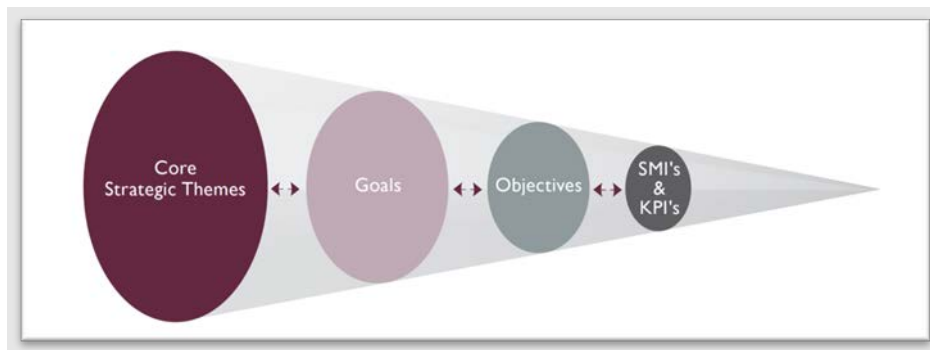 Core
Strategic Themes
Goals
Objectives
SMI's
&
KPI's